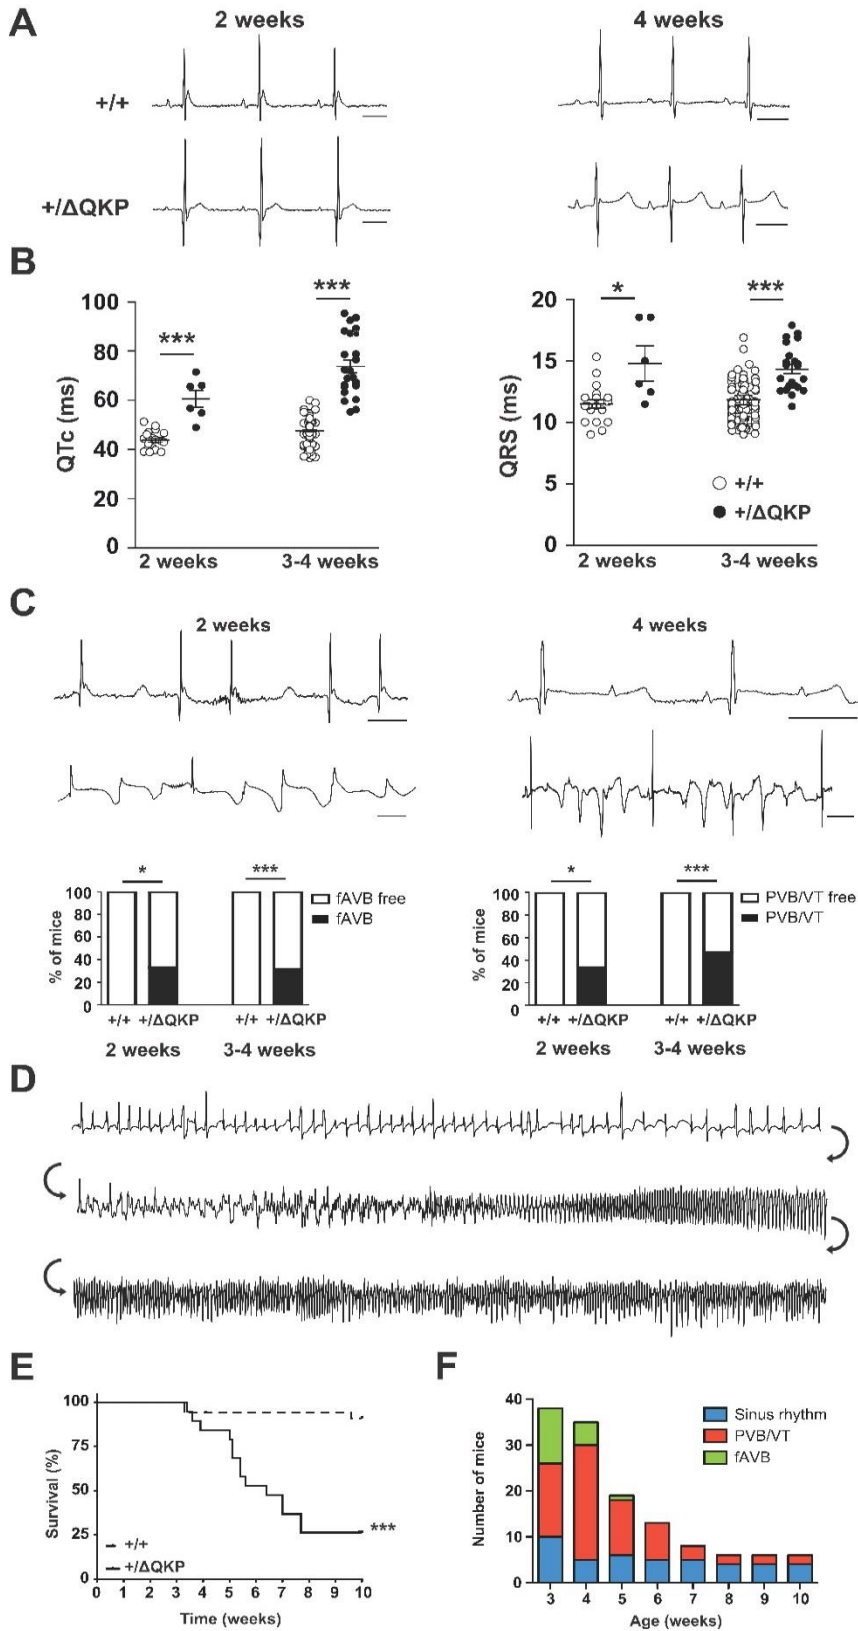 A
2 weeks
4 weeks
+/+
+/ΔQKP
B
100
80
60
40
20
0
QTc (ms)
***
***
2 weeks
3-4 weeks
20
15
10
5
0
QRS (ms)
*
***
+/+
+/ΔQKP
2 weeks
3-4 weeks
C
2 weeks
4 weeks
*
***
100
80
60
40
20
0
% of mice
fAVB free
fAVB
+/+ +/ΔQKP
+/+ +/ΔQKP
2 weeks
3-4 weeks
*
***
100
80
60
40
20
0
% of mice
PVB/VT free
PVB/VT
+/+ +/ΔQKP
+/+ +/ΔQKP
2 weeks
3-4 weeks
D
E
100
75
50
25
0
Survival (%)
***
+/+
+/ΔQKP
0 1 2 3 4 5 6 7 8 9 10
Time (weeks)
F
40
30
20
10
0
Number of mice
Sinus rhythm
PVB/VT
fAVB
3 4 5 6 7 8 9 10
Age (weeks)